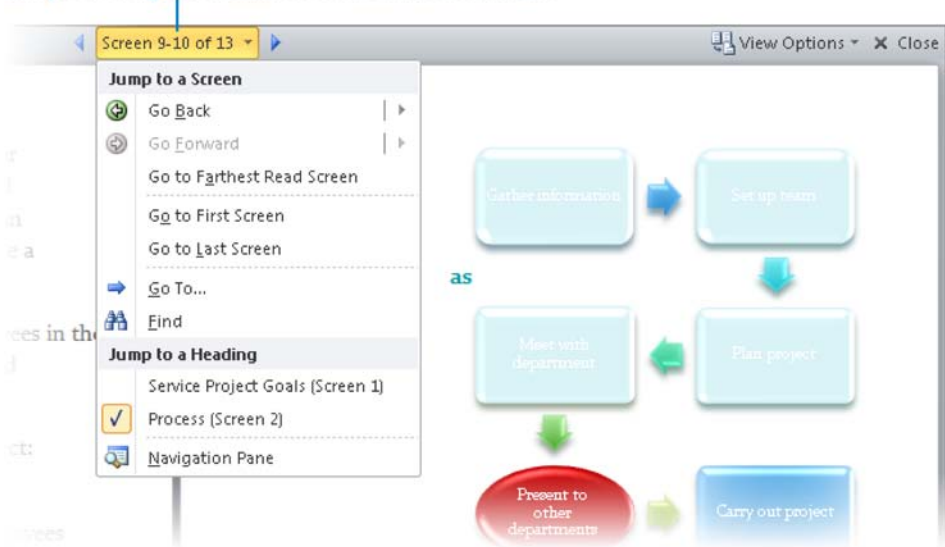 Screen 9-10 of 13
View Options
Close
Jump to a Screen
Go Back
Go Forward
Go to Farthest Read Screen
Go to First Screen
Go to Last Screen
Go To...
Find
Jump to a Heading
Service Project Goals (Screen 1)
Process (Screen 2)
Navigation Pane
a
in the
as
Gather information
Set up team
Meet with
department
Plan project
Present to
other
departments
Carry out project